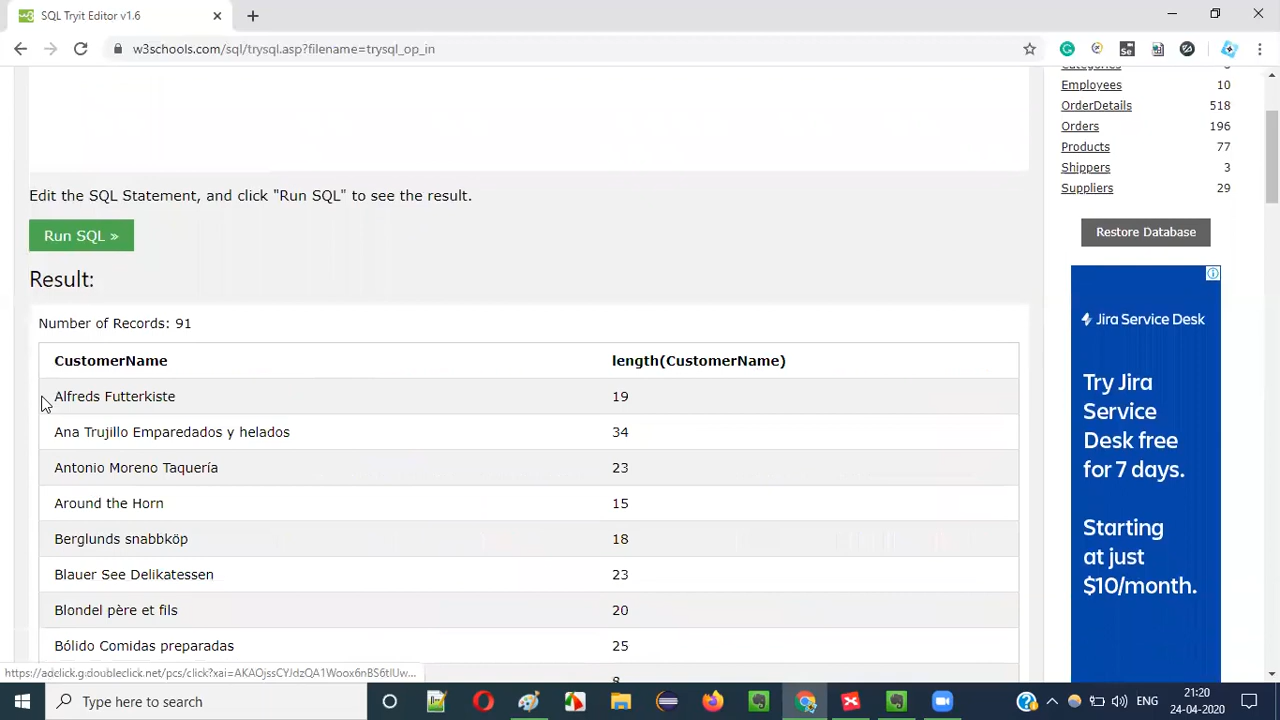 SQL Tryit Editor v1.6
w3schools.com/sql/trysql.asp?filename=trysql_op_in
Employees 10
OrderDetails 518
Orders 196
Products 77
Shippers 3
Suppliers 29
Restore Database
Edit the SQL Statement, and click "Run SQL" to see the result.
Run SQL »
Result:
Number of Records: 91
CustomerName length(CustomerName)
Alfreds Futterkiste 19
Ana Trujillo Emparedados y helados 34
Antonio Moreno Taquería 23
Around the Horn 15
Berglunds snabbköp 18
Blauer See Delikatessen 23
Blondel père et fils 20
Bólido Comidas preparadas 25
Jira Service Desk
Try Jira
Service
Desk free
for 7 days.
Starting
at just
$10/month.
Type here to search
ENG
21:20
24-04-2020